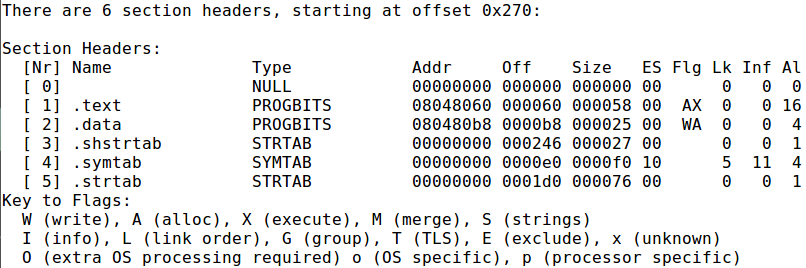 There are 6 section headers, starting at offset 0x270:

Section Headers:
  [Nr] Name              Type            Addr     Off    Size   ES Flg Lk Inf Al
  [ 0]                   NULL            00000000 000000 000000 00      0   0  0
  [ 1] .text             PROGBITS        08048060 000060 000058 00  AX  0   0 16
  [ 2] .data             PROGBITS        080480b8 0000b8 000025 00  WA  0   0  4
  [ 3] .shstrtab         STRTAB          00000000 000246 000027 00      0   0  1
  [ 4] .symtab           SYMTAB          00000000 0000e0 0000f0 10      5  11  4
  [ 5] .strtab           STRTAB          00000000 0001d0 000076 00      0   0  1
Key to Flags:
  W (write), A (alloc), X (execute), M (merge), S (strings)
  I (info), L (link order), G (group), T (TLS), E (exclude), x (unknown)
  O (extra OS processing required) o (OS specific), p (processor specific)